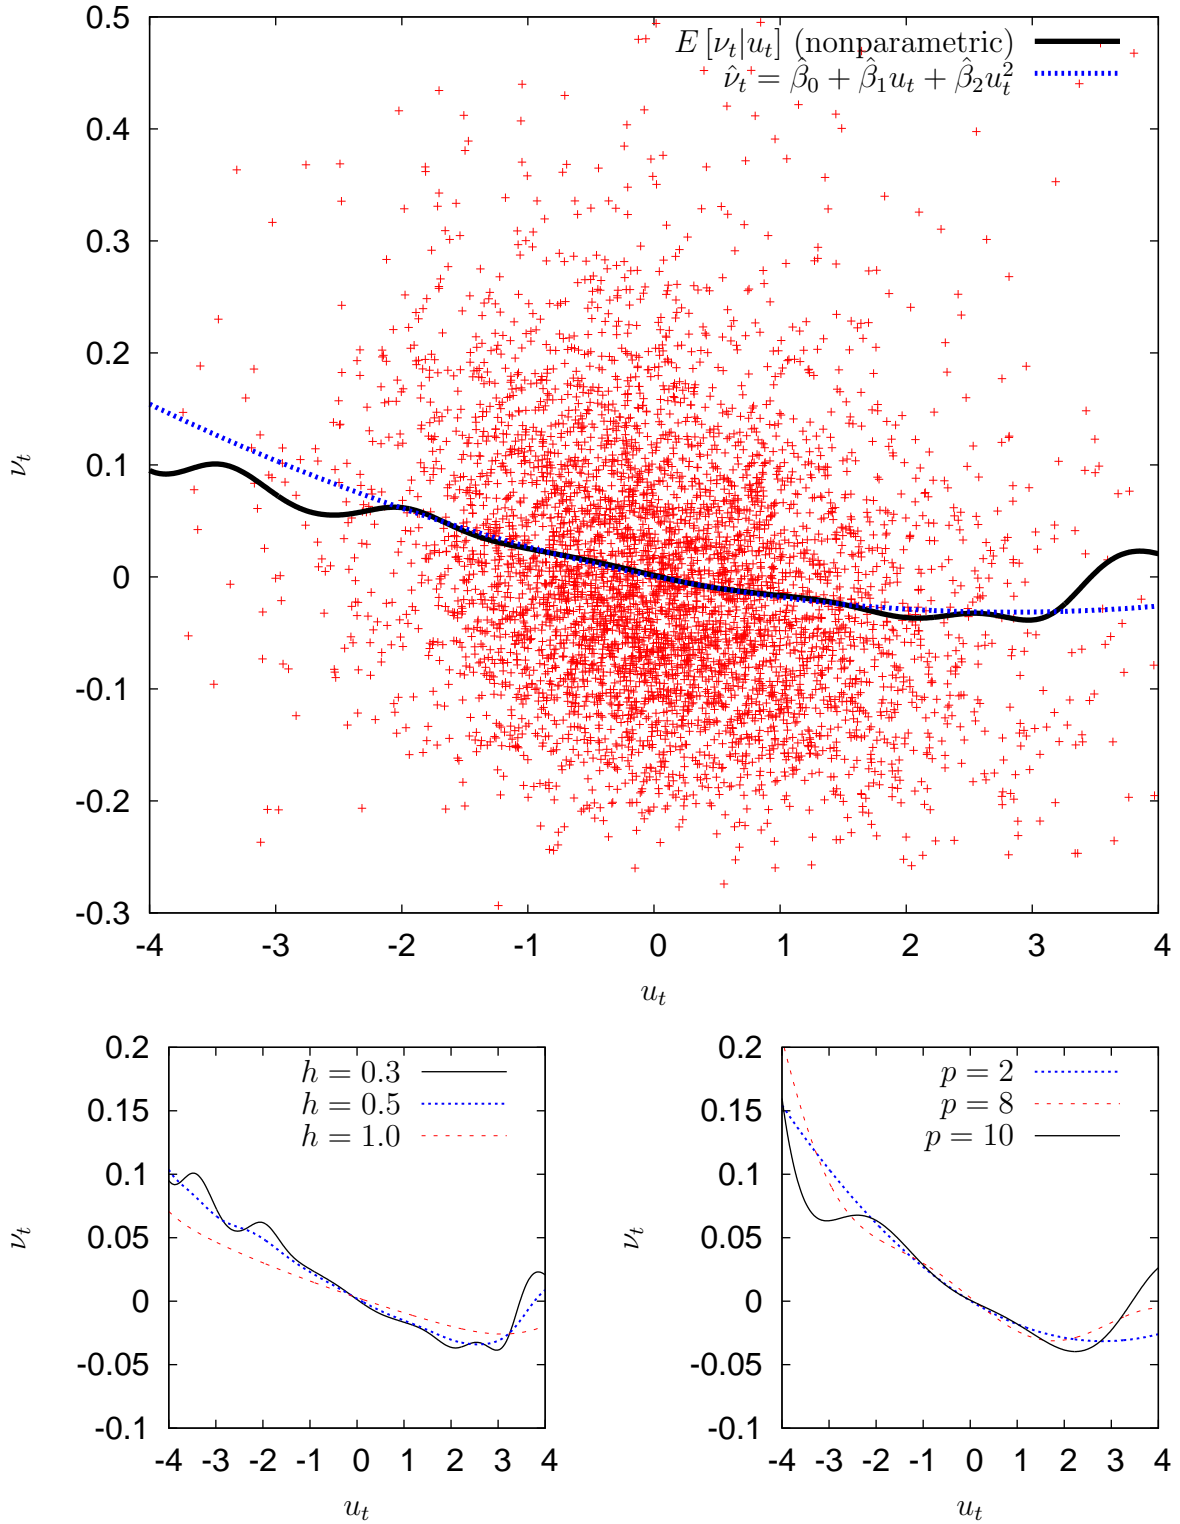 0.5
0.4
0.3
0.2
0.1
0
-0.1
-0.2
-0.3
ν_t
E [ν_t|u_t] (nonparametric)
ν̂_t = β̂_0 + β̂_1 u_t + β̂_2 u_t^2
-4 -3 -2 -1 0 1 2 3 4
u_t
0.2
0.15
0.1
0.05
0
-0.05
-0.1
ν_t
h = 0.3
h = 0.5
h = 1.0
-4 -3 -2 -1 0 1 2 3 4
u_t
0.2
0.15
0.1
0.05
0
-0.05
-0.1
ν_t
p = 2
p = 8
p = 10
-4 -3 -2 -1 0 1 2 3 4
u_t